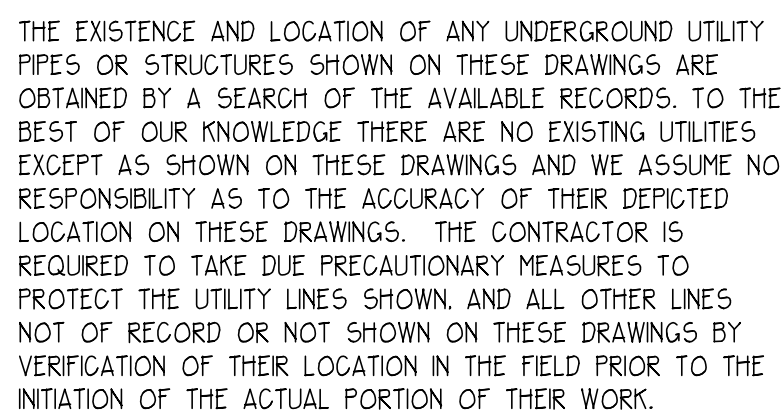 THE EXISTENCE AND LOCATION OF ANY UNDERGROUND UTILITY
PIPES OR STRUCTURES SHOWN ON THESE DRAWINGS ARE
OBTAINED BY A SEARCH OF THE AVAILABLE RECORDS. TO THE
BEST OF OUR KNOWLEDGE THERE ARE NO EXISTING UTILITIES
EXCEPT AS SHOWN ON THESE DRAWINGS AND WE ASSUME NO
RESPONSIBILITY AS TO THE ACCURACY OF THEIR DEPICTED
LOCATION ON THESE DRAWINGS. THE CONTRACTOR IS
REQUIRED TO TAKE DUE PRECAUTIONARY MEASURES TO
PROTECT THE UTILITY LINES SHOWN, AND ALL OTHER LINES
NOT OF RECORD OR NOT SHOWN ON THESE DRAWINGS BY
VERIFICATION OF THEIR LOCATION IN THE FIELD PRIOR TO THE
INITIATION OF THE ACTUAL PORTION OF THEIR WORK.